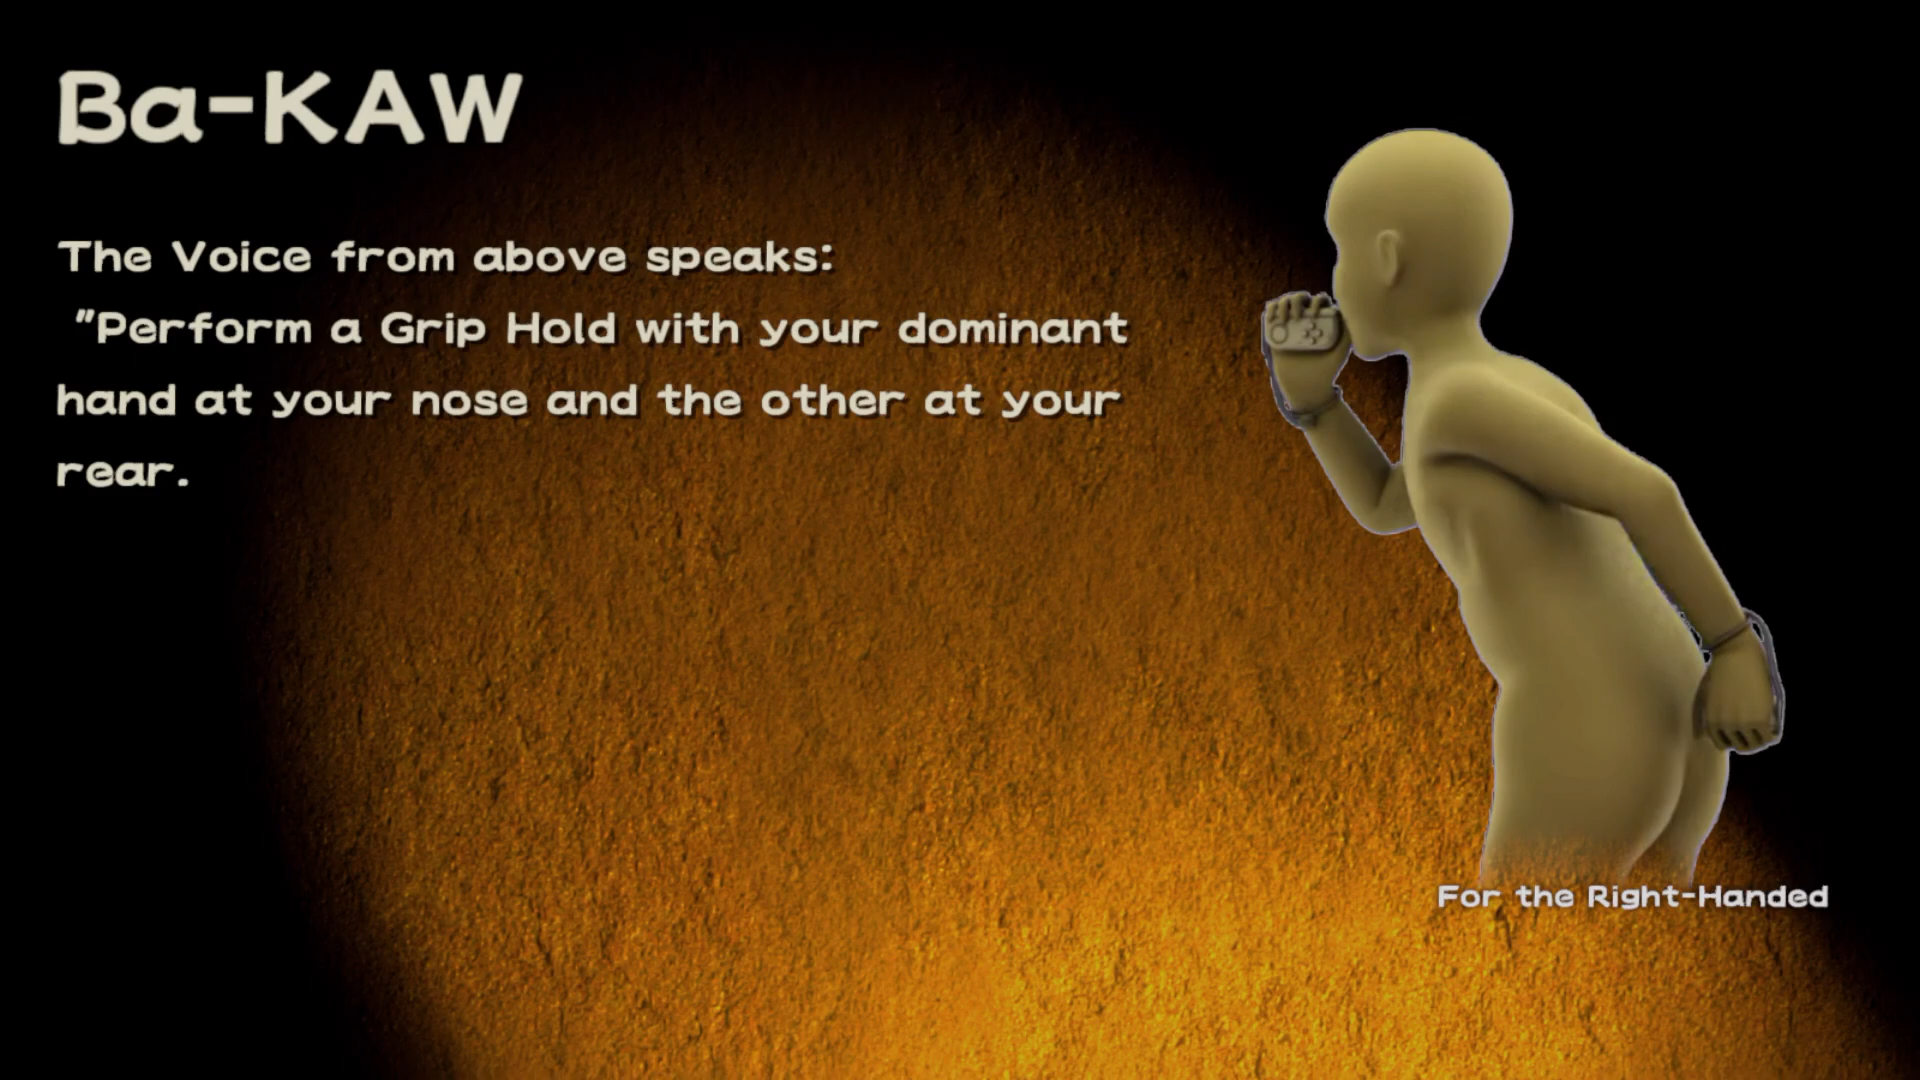 Ba-KAW
The Voice from above speaks:
"Perform a Grip Hold with your dominant
hand at your nose and the other at your
rear.
For the Right-Handed